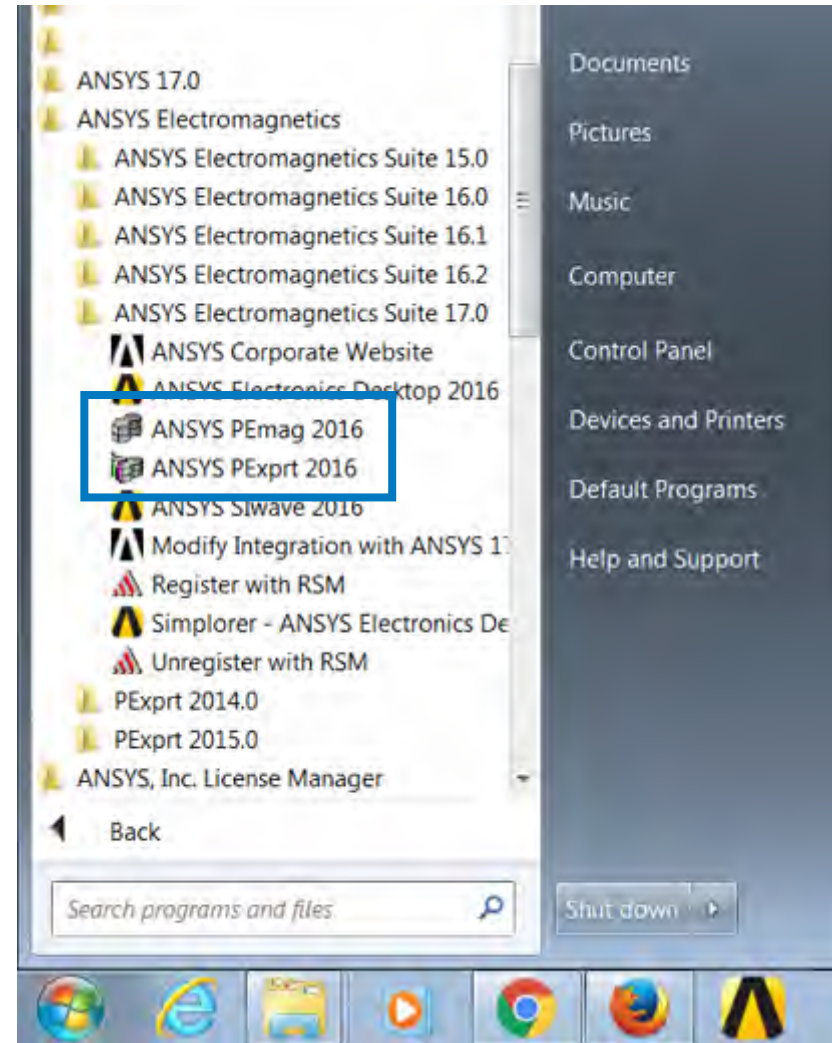 ANSYS 17.0
ANSYS Electromagnetics
ANSYS Electromagnetics Suite 15.0
ANSYS Electromagnetics Suite 16.0
ANSYS Electromagnetics Suite 16.1
ANSYS Electromagnetics Suite 16.2
ANSYS Electromagnetics Suite 17.0
ANSYS Corporate Website
ANSYS Electronics Desktop 2016
ANSYS PEmag 2016
ANSYS PExprt 2016
ANSYS SIwave 2016
Modify Integration with ANSYS 1
Register with RSM
Simplorer - ANSYS Electronics De
Unregister with RSM
PExprt 2014.0
PExprt 2015.0
ANSYS, Inc. License Manager
Back
Search programs and files
Documents
Pictures
Music
Computer
Control Panel
Devices and Printers
Default Programs
Help and Support
Shut down